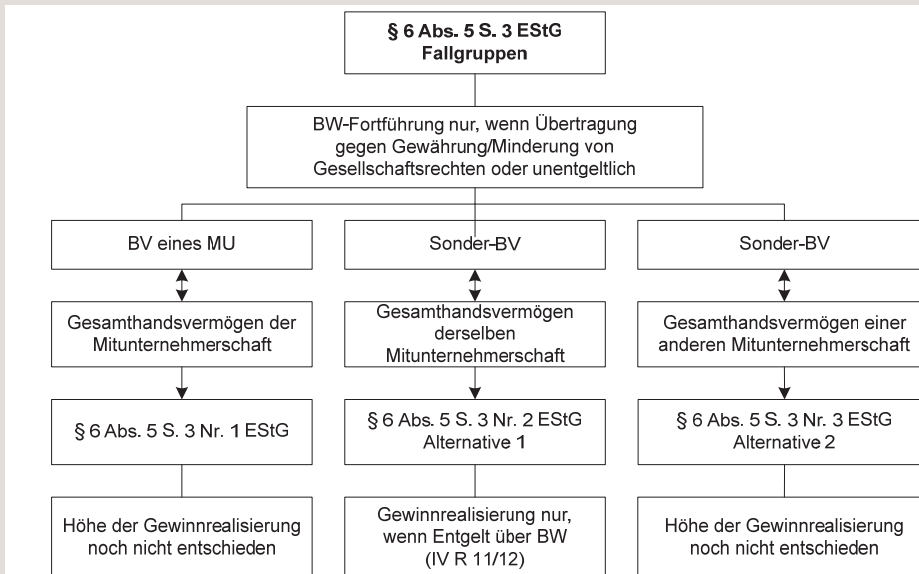 § 6 Abs. 5 S. 3 EStG
Fallgruppen
BW-Fortführung nur, wenn Übertragung
gegen Gewährung/Minderung von
Gesellschaftsrechten oder unentgeltlich
BV eines MU
Sonder-BV
Sonder-BV
Gesamthandsvermögen der
Mitunternehmerschaft
Gesamthandsvermögen
derselben
Mitunternehmerschaft
Gesamthandsvermögen einer
anderen Mitunternehmerschaft
§ 6 Abs. 5 S. 3 Nr. 1 EStG
§ 6 Abs. 5 S. 3 Nr. 2 EStG
Alternative 1
§ 6 Abs. 5 S. 3 Nr. 3 EStG
Alternative 2
Höhe der Gewinnrealisierung
noch nicht entschieden
Gewinnrealisierung nur,
wenn Entgelt über BW
(IV R 11/12)
Höhe der Gewinnrealisierung
noch nicht entschieden